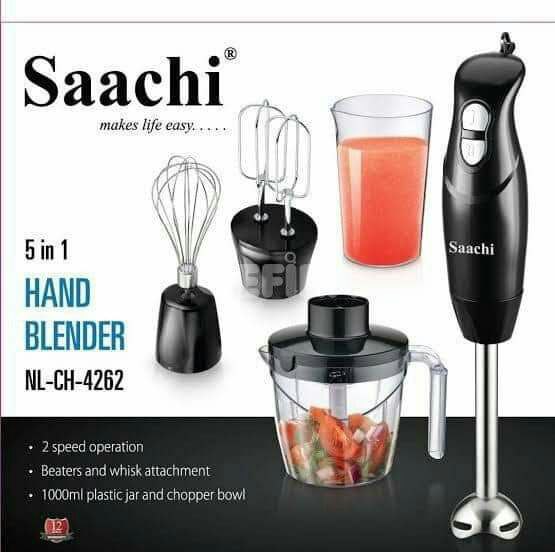 Saachi®
makes life easy.....
5 in 1
HAND
BLENDER
NL-CH-4262
Saachi
• 2 speed operation
• Beaters and whisk attachment
• 1000ml plastic jar and chopper bowl
12